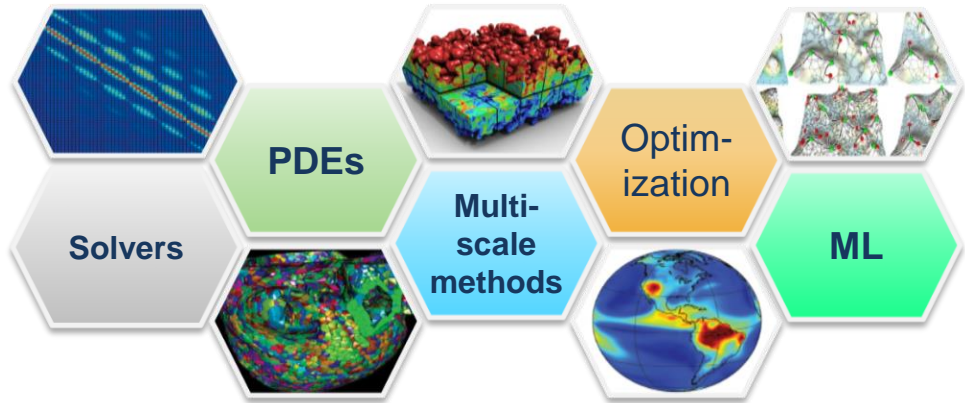 Solvers
PDEs
Multi-
scale
methods
Optim-
ization
ML